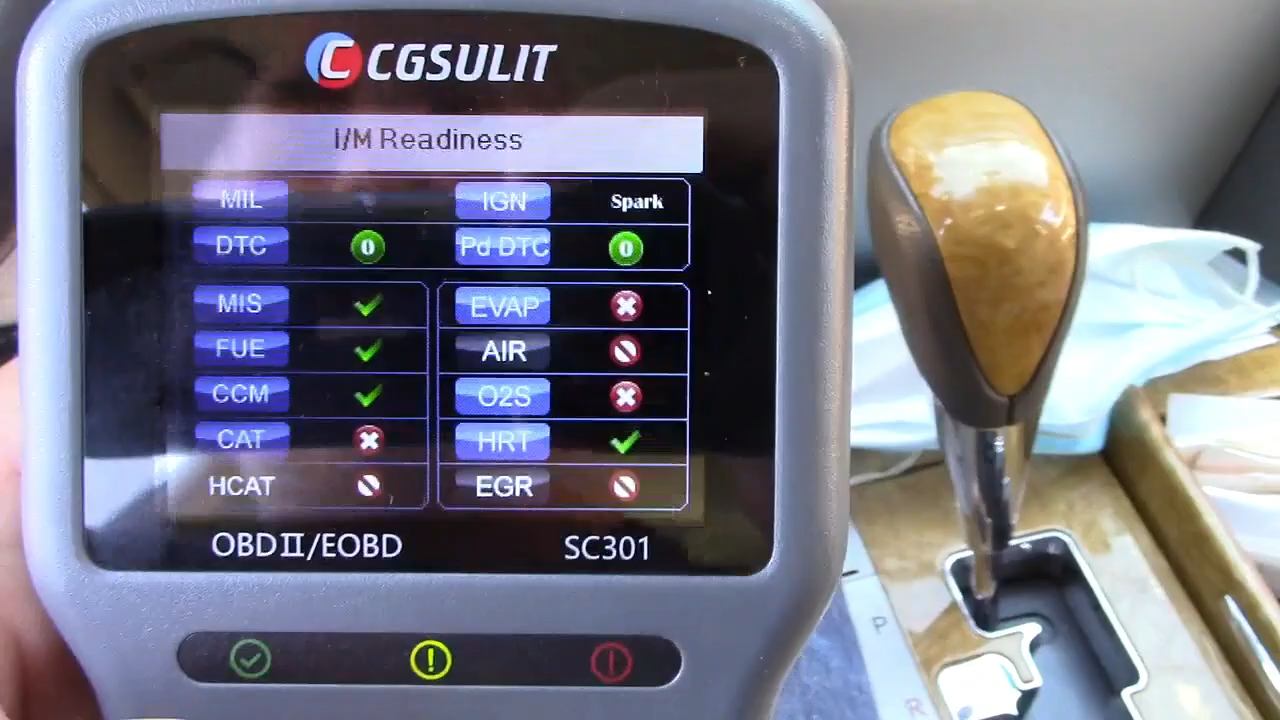 CGSULIT
I/M Readiness
MIL IGN Spark
DTC 0 Pd DTC 0
MIS EVAP
FUE AIR
CCM O2S
CAT HRT
HCAT EGR
OBDII/EOBD SC301
P
R